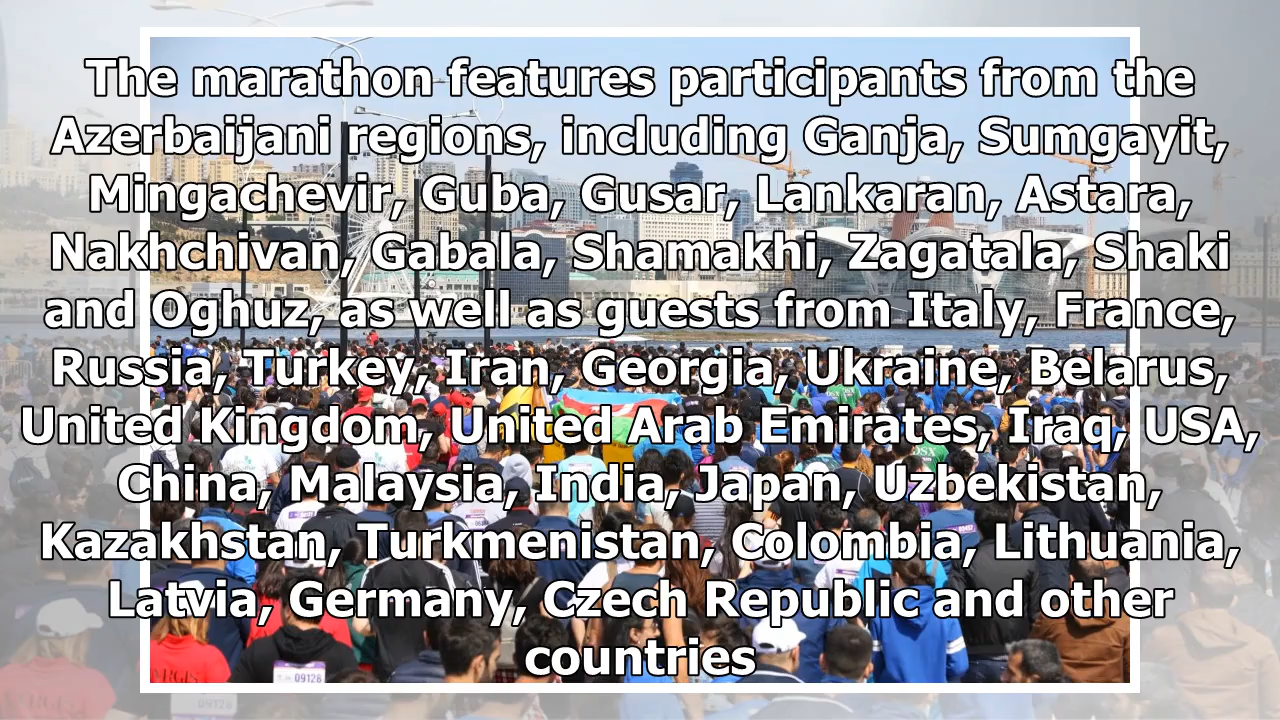 The marathon features participants from the
Azerbaijani regions, including Ganja, Sumgayit,
Mingachevir, Guba, Gusar, Lankaran, Astara,
Nakhchivan, Gabala, Shamakhi, Zagatala, Shaki
and Oghuz, as well as guests from Italy, France,
Russia, Turkey, Iran, Georgia, Ukraine, Belarus,
United Kingdom, United Arab Emirates, Iraq, USA,
China, Malaysia, India, Japan, Uzbekistan,
Kazakhstan, Turkmenistan, Colombia, Lithuania,
Latvia, Germany, Czech Republic and other
countries
09128